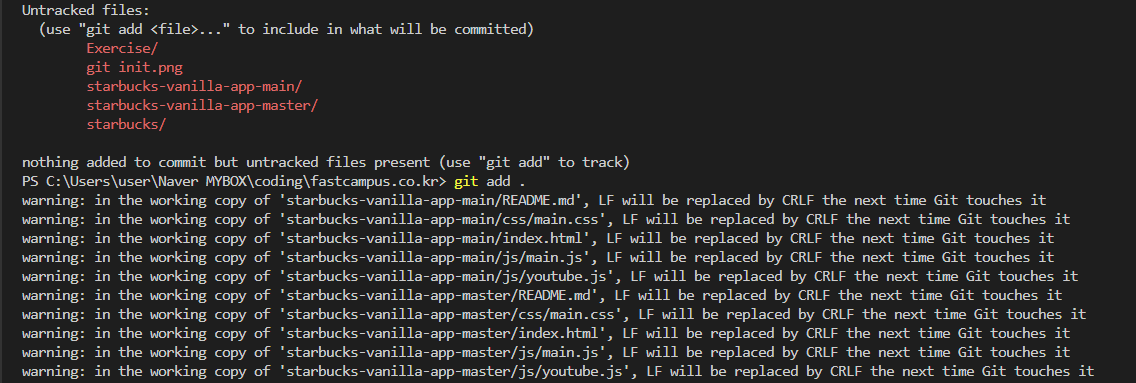 Untracked files:
(use "git add <file>..." to include in what will be committed)
Exercise/
git init.png
starbucks-vanilla-app-main/
starbucks-vanilla-app-master/
starbucks/
nothing added to commit but untracked files present (use "git add" to track)
PS C:\Users\user\Naver MYBOX\coding\fastcampus.co.kr> git add .
warning: in the working copy of 'starbucks-vanilla-app-main/README.md', LF will be replaced by CRLF the next time Git touches it
warning: in the working copy of 'starbucks-vanilla-app-main/css/main.css', LF will be replaced by CRLF the next time Git touches it
warning: in the working copy of 'starbucks-vanilla-app-main/index.html', LF will be replaced by CRLF the next time Git touches it
warning: in the working copy of 'starbucks-vanilla-app-main/js/main.js', LF will be replaced by CRLF the next time Git touches it
warning: in the working copy of 'starbucks-vanilla-app-main/js/youtube.js', LF will be replaced by CRLF the next time Git touches it
warning: in the working copy of 'starbucks-vanilla-app-master/README.md', LF will be replaced by CRLF the next time Git touches it
warning: in the working copy of 'starbucks-vanilla-app-master/css/main.css', LF will be replaced by CRLF the next time Git touches it
warning: in the working copy of 'starbucks-vanilla-app-master/index.html', LF will be replaced by CRLF the next time Git touches it
warning: in the working copy of 'starbucks-vanilla-app-master/js/main.js', LF will be replaced by CRLF the next time Git touches it
warning: in the working copy of 'starbucks-vanilla-app-master/js/youtube.js', LF will be replaced by CRLF the next time Git touches it